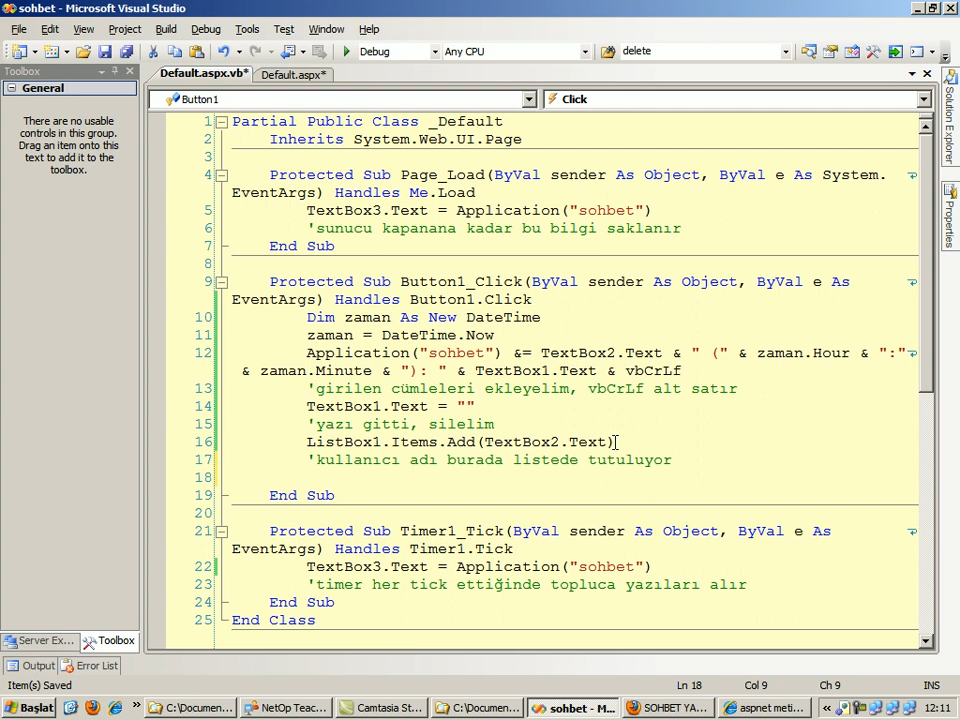 sohbet - Microsoft Visual Studio
File Edit View Project Build Debug Tools Test Window Help
Debug Any CPU delete
Toolbox
General
There are no usable
controls in this group.
Drag an item onto this
text to add it to the
toolbox.
Server Ex... Toolbox
Default.aspx.vb* Default.aspx*
Button1 Click
1 Partial Public Class _Default
2 Inherits System.Web.UI.Page
3
4 Protected Sub Page_Load(ByVal sender As Object, ByVal e As System.
EventArgs) Handles Me.Load
5 TextBox3.Text = Application("sohbet")
6 'sunucu kapanana kadar bu bilgi saklanır
7 End Sub
8
9 Protected Sub Button1_Click(ByVal sender As Object, ByVal e As
EventArgs) Handles Button1.Click
10 Dim zaman As New DateTime
11 zaman = DateTime.Now
12 Application("sohbet") &= TextBox2.Text & " (" & zaman.Hour & ":"
& zaman.Minute & "): " & TextBox1.Text & vbCrLf
13 'girilen cümleleri ekleyelim, vbCrLf alt satır
14 TextBox1.Text = ""
15 'yazı gitti, silelim
16 ListBox1.Items.Add(TextBox2.Text)
17 'kullanıcı adı burada listede tutuluyor
18
19 End Sub
20
21 Protected Sub Timer1_Tick(ByVal sender As Object, ByVal e As
EventArgs) Handles Timer1.Tick
22 TextBox3.Text = Application("sohbet")
23 'timer her tick ettiğinde topluca yazıları alır
24 End Sub
25 End Class
Solution Explorer
Properties
Output Error List
Item(s) Saved Ln 18 Col 9 Ch 9 INS
Başlat » C:\Documen... NetOp Teac... Camtasia St... C:\Documen... sohbet - M... SOHBET YA... aspnet meti... « 12:11